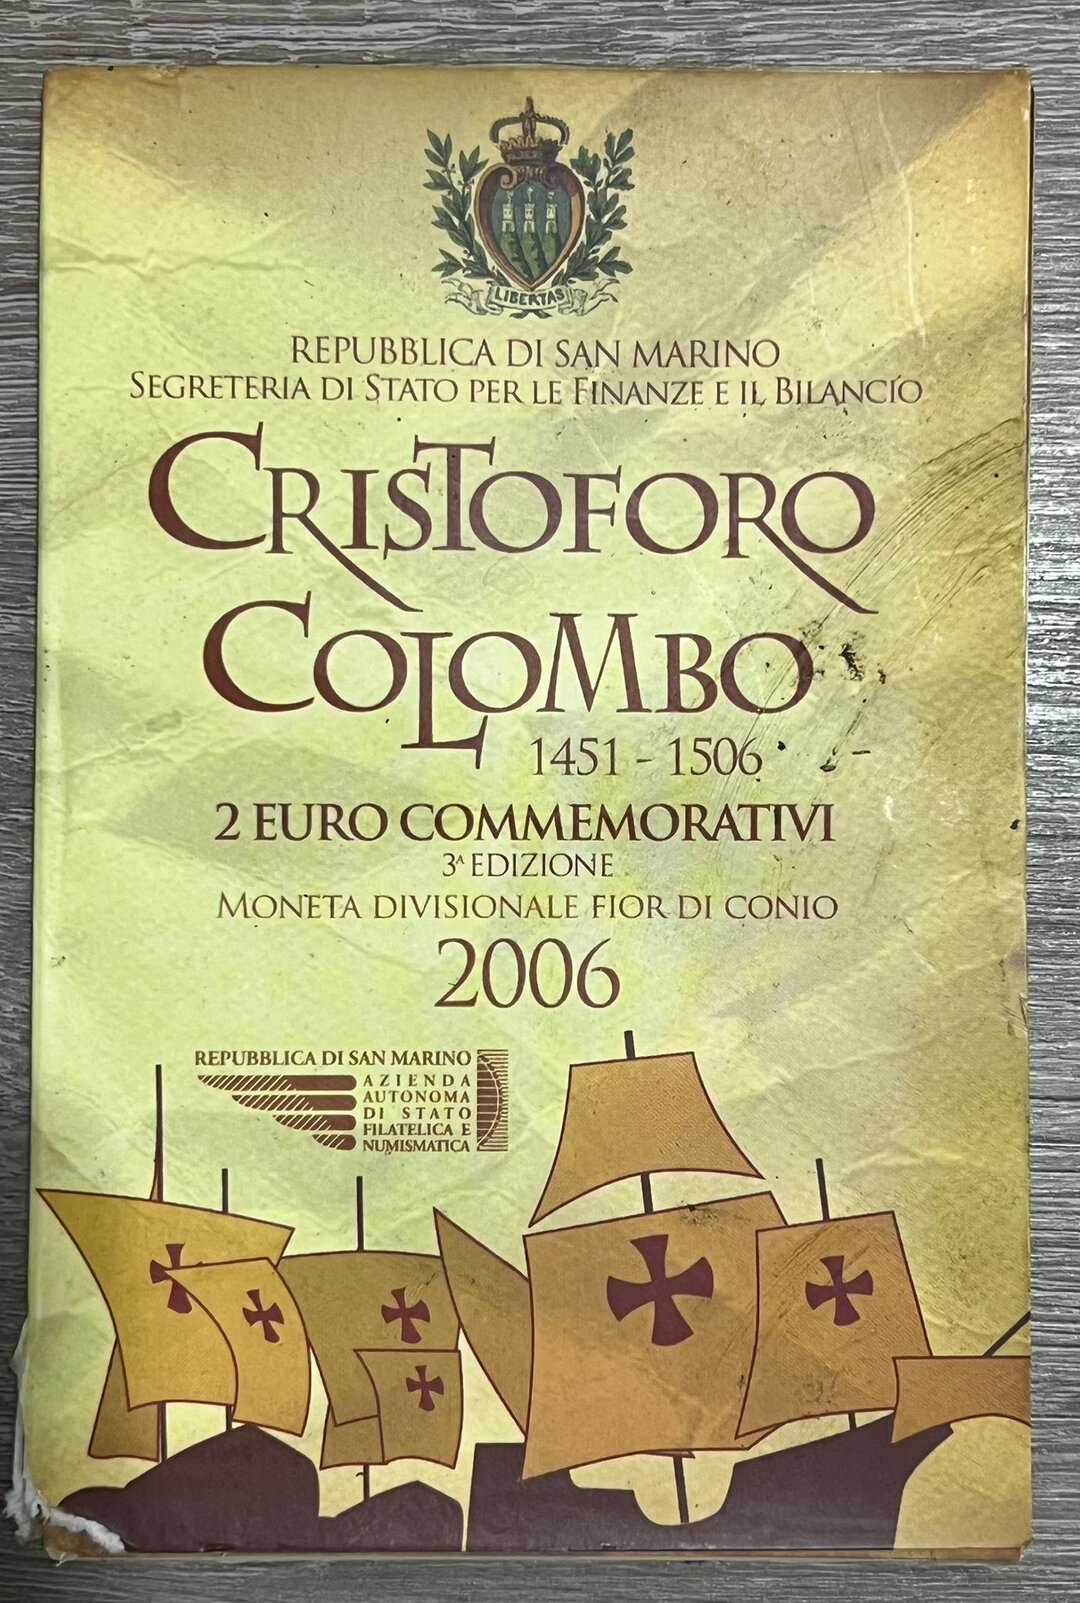 LIBERTAS
REPUBBLICA DI SAN MARINO
SEGRETERIA DI STATO PER LE FINANZE E IL BILANCIO
CRISTOFORO
COLOMBO
1451 - 1506
2 EURO COMMEMORATIVI
3ᴬ EDIZIONE
MONETA DIVISIONALE FIOR DI CONIO
2006
REPUBBLICA DI SAN MARINO
AZIENDA
AUTONOMA
DI STATO
FILATELICA E
NUMISMATICA